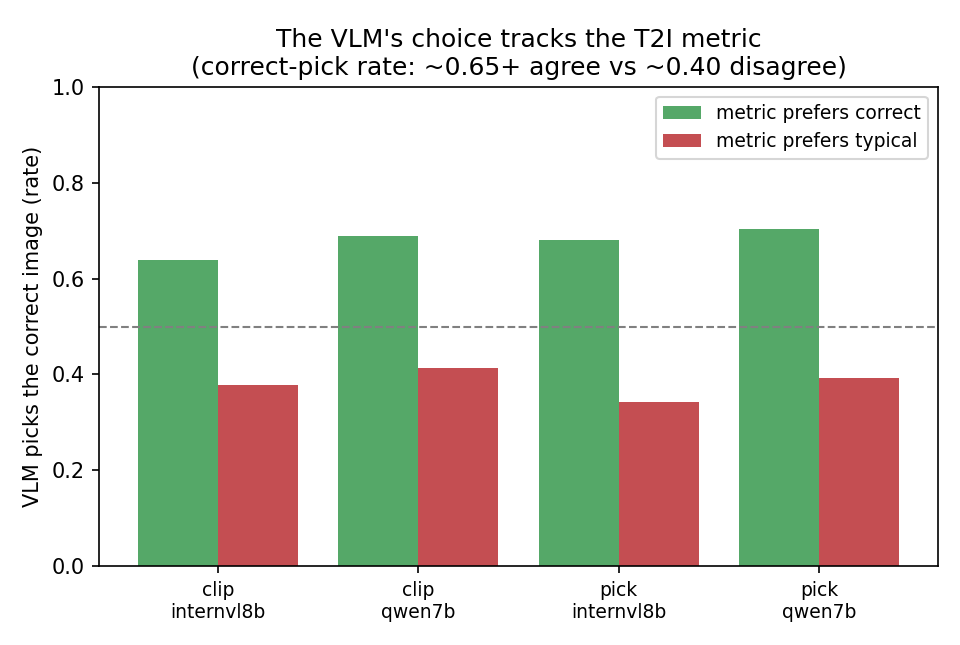 The VLM's choice tracks the T2I metric
(correct-pick rate: ~0.65+ agree vs ~0.40 disagree)
VLM picks the correct image (rate)
1.0
0.8
0.6
0.4
0.2
0.0
metric prefers correct
metric prefers typical
clip
internvl8b
clip
qwen7b
pick
internvl8b
pick
qwen7b